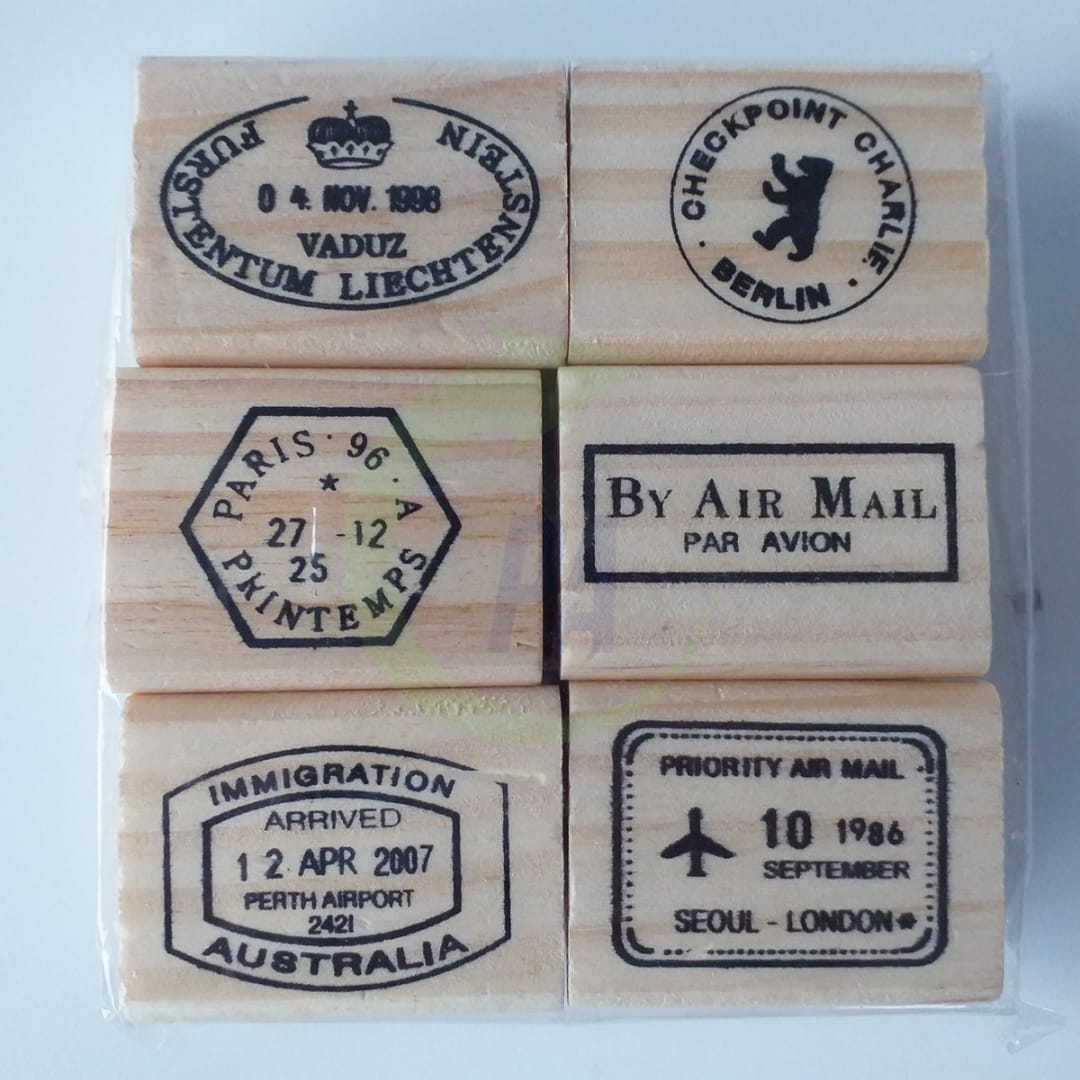 FURSTENTUM LIECHTENSTEIN
0 4. NOV. 1998
VADUZ
· CHECKPOINT CHARLIE ·
BERLIN
PARIS · 96 · A
27 - 12
25
PRINTEMPS
BY AIR MAIL
PAR AVION
IMMIGRATION
ARRIVED
1 2 APR 2007
PERTH AIRPORT
2421
AUSTRALIA
PRIORITY AIR MAIL
10 1986
SEPTEMBER
SEOUL - LONDON